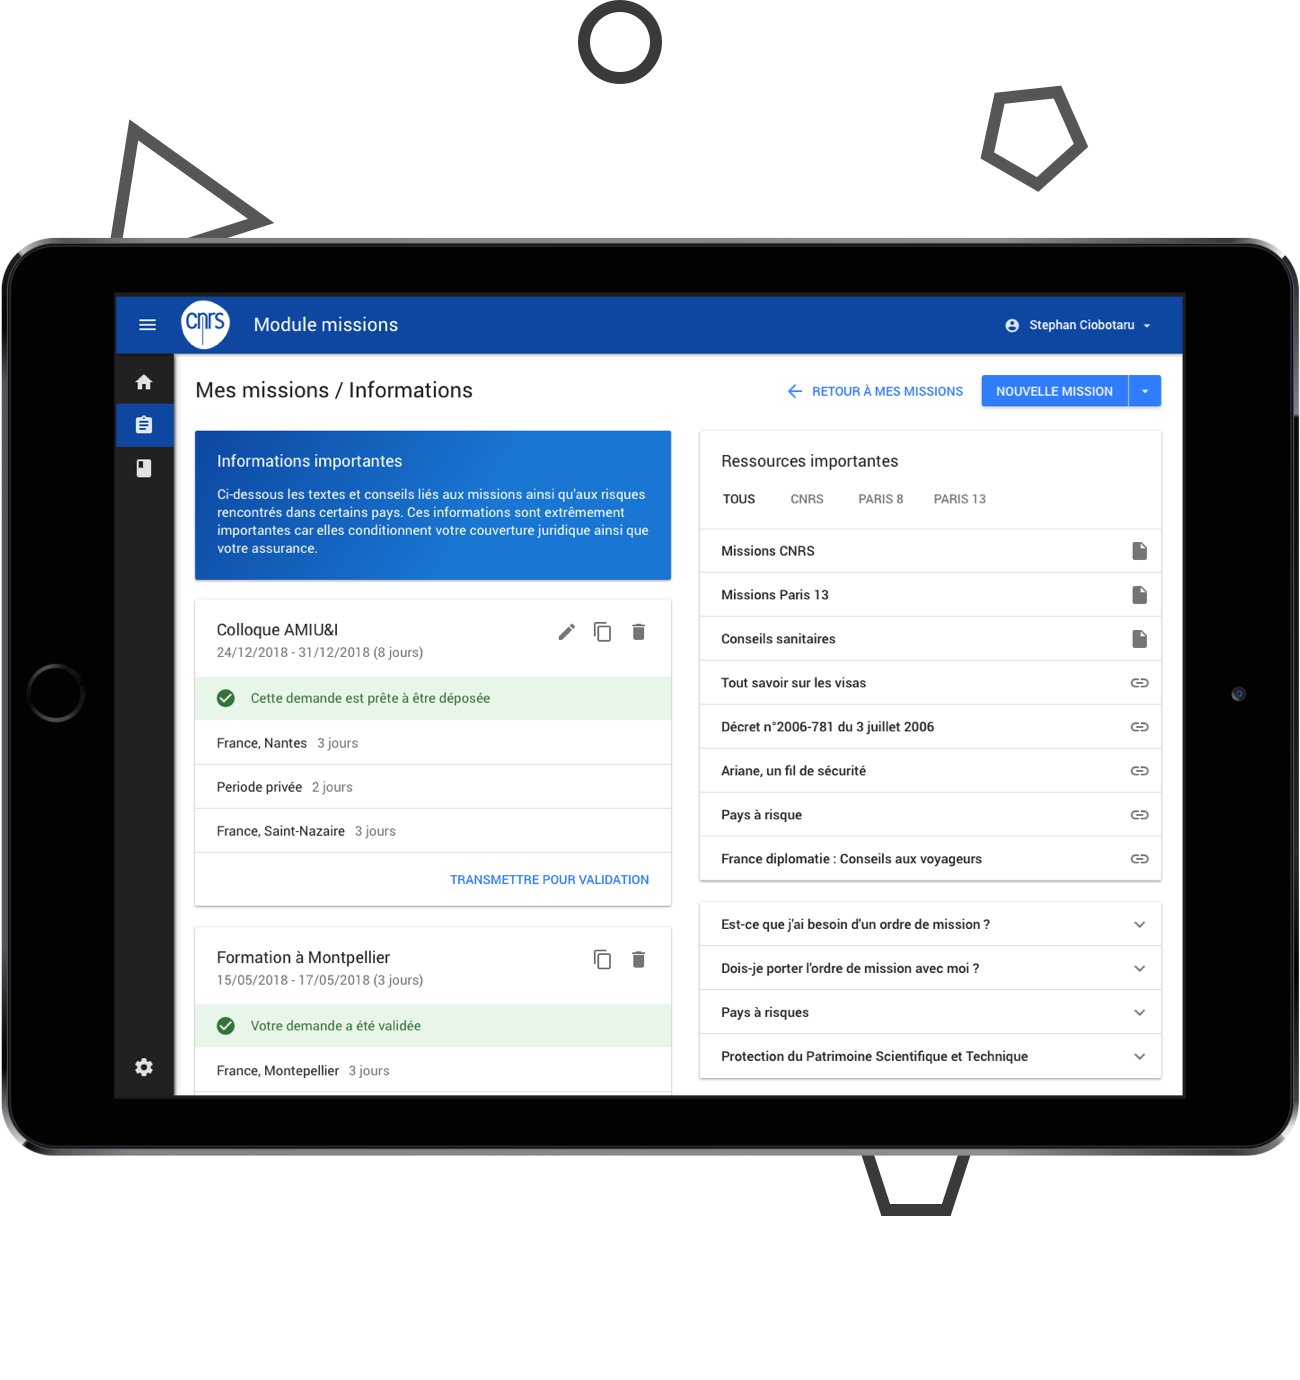 cnrs
Module missions
Stephan Ciobotaru
Mes missions / Informations
RETOUR À MES MISSIONS
NOUVELLE MISSION
Informations importantes
Ci-dessous les textes et conseils liés aux missions ainsi qu'aux risques
rencontrés dans certains pays. Ces informations sont extrêmement
importantes car elles conditionnent votre couverture juridique ainsi que
votre assurance.
Colloque AMIU&I
24/12/2018 - 31/12/2018 (8 jours)
Cette demande est prête à être déposée
France, Nantes 3 jours
Periode privée 2 jours
France, Saint-Nazaire 3 jours
TRANSMETTRE POUR VALIDATION
Formation à Montpellier
15/05/2018 - 17/05/2018 (3 jours)
Votre demande a été validée
France, Montepellier 3 jours
Ressources importantes
TOUS CNRS PARIS 8 PARIS 13
Missions CNRS
Missions Paris 13
Conseils sanitaires
Tout savoir sur les visas
Décret n°2006-781 du 3 juillet 2006
Ariane, un fil de sécurité
Pays à risque
France diplomatie : Conseils aux voyageurs
Est-ce que j'ai besoin d'un ordre de mission ?
Dois-je porter l'ordre de mission avec moi ?
Pays à risques
Protection du Patrimoine Scientifique et Technique